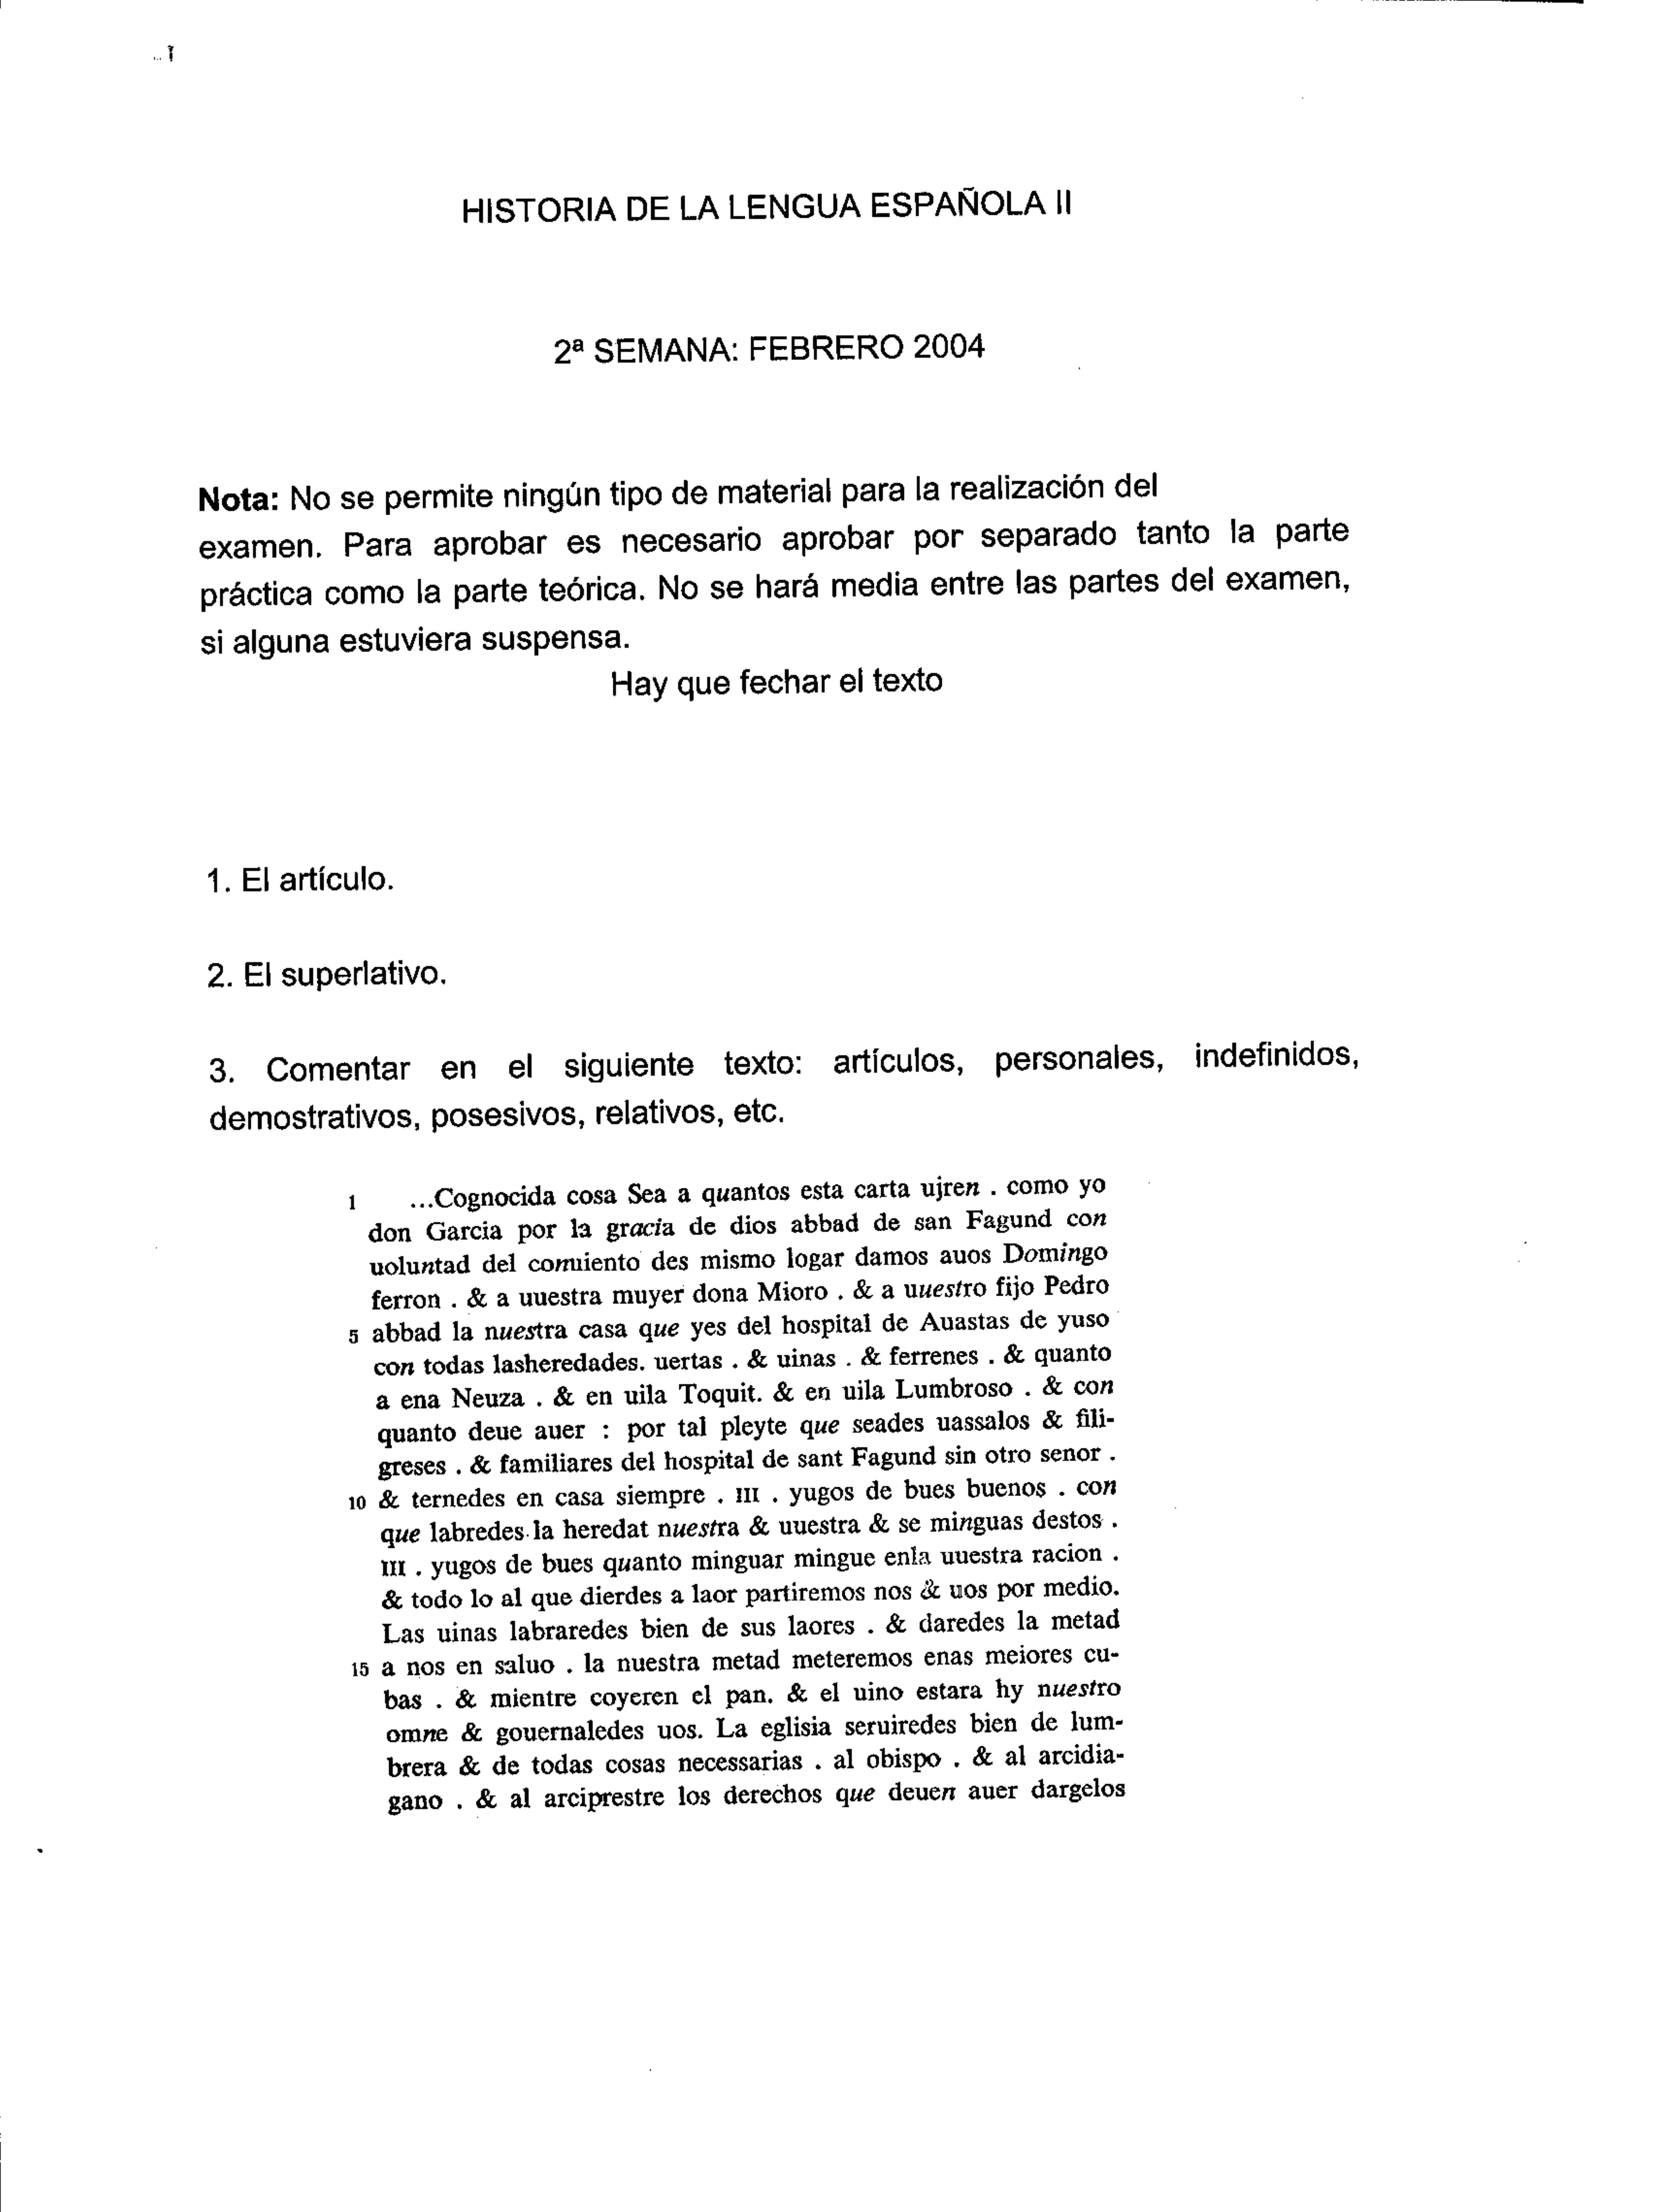 HISTORIA DE LA LENGUA ESPAÑOLA II
2ª SEMANA: FEBRERO 2004
Nota: No se permite ningún tipo de material para la realización del
examen. Para aprobar es necesario aprobar por separado tanto la parte
práctica como la parte teórica. No se hará media entre las partes del examen,
si alguna estuviera suspensa.
Hay que fechar el texto
1. El artículo.
2. El superlativo.
3. Comentar en el siguiente texto: artículos, personales, indefinidos,
demostrativos, posesivos, relativos, etc.
1 ...Cognocida cosa Sea a quantos esta carta ujren . como yo
don Garcia por la gracia de dios abbad de san Fagund con
uoluntad del conuiento des mismo logar damos auos Domingo
ferron . & a uuestra muyer dona Mioro . & a uuestro fijo Pedro
5 abbad la nuestra casa que yes del hospital de Auastas de yuso
con todas lasheredades. uertas . & uinas . & ferrenes . & quanto
a ena Neuza . & en uila Toquit. & en uila Lumbroso . & con
quanto deue auer : por tal pleyte que seades uassalos & fili-
greses . & familiares del hospital de sant Fagund sin otro senor .
10 & ternedes en casa siempre . III . yugos de bues buenos . con
que labredes la heredat nuestra & uuestra & se minguas destos .
III . yugos de bues quanto minguar mingue enla uuestra racion .
& todo lo al que dierdes a laor partiremos nos & uos por medio.
Las uinas labraredes bien de sus laores . & daredes la metad
15 a nos en saluo . la nuestra metad meteremos enas meiores cu-
bas . & mientre coyeren el pan. & el uino estara hy nuestro
omne & gouernaledes uos. La eglisia seruiredes bien de lum-
brera & de todas cosas necessarias . al obispo . & al arcidia-
gano . & al arciprestre los derechos que deuen auer dargelos